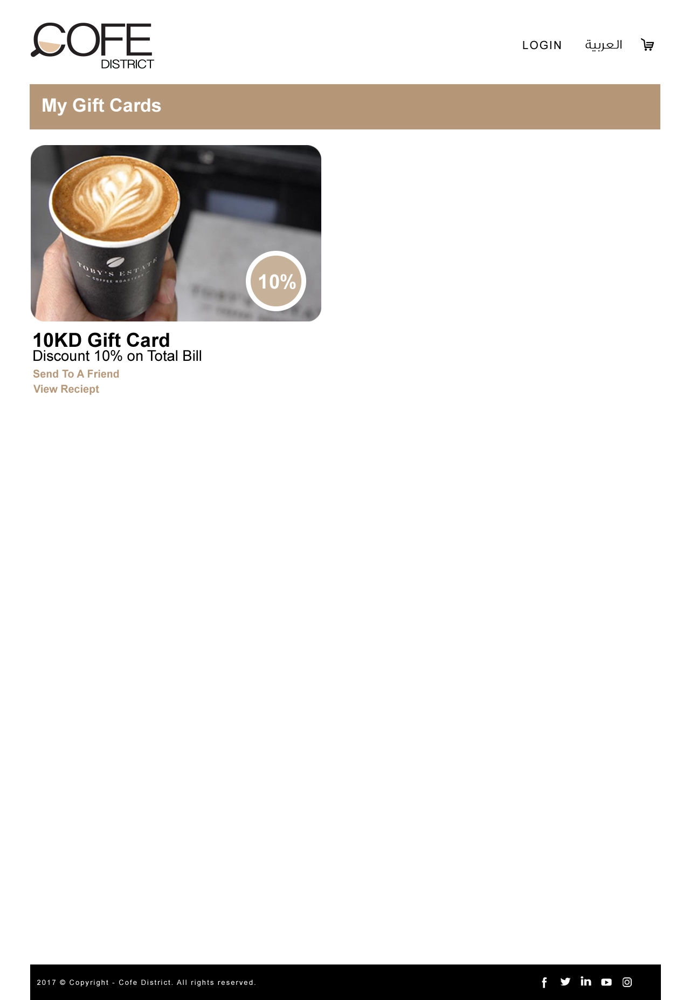 COFE
DISTRICT
LOGIN
العربية
My Gift Cards
TOBY'S ESTATE
COFFEE ROASTERS
10%
10KD Gift Card
Discount 10% on Total Bill
Send To A Friend
View Reciept
2017 © Copyright - Cofe District. All rights reserved.